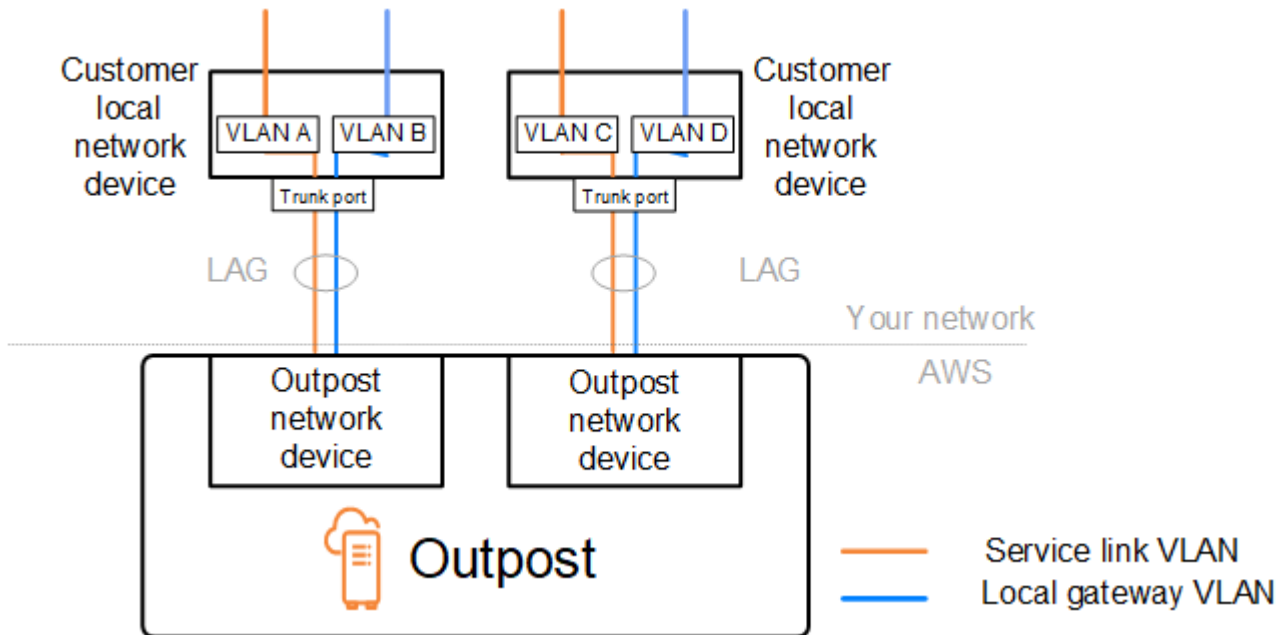 Customer
local
network
device
VLAN A
VLAN B
Trunk port
VLAN C
VLAN D
Trunk port
Customer
local
network
device
LAG
LAG
Your network
AWS
Outpost
network
device
Outpost
network
device
Outpost
Service link VLAN
Local gateway VLAN